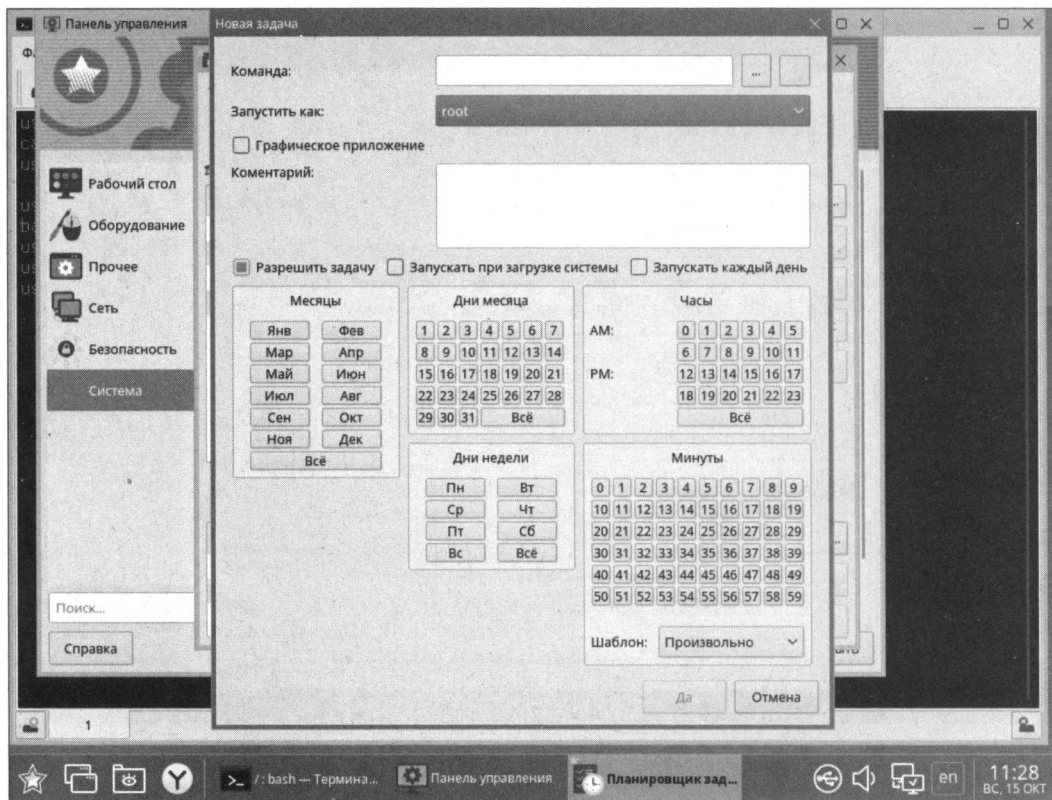 Панель управления
Новая задача
Команда:
...
Запустить как:
root
Графическое приложение
Коментарий:
Рабочий стол
Оборудование
Прочее
Сеть
Безопасность
Система
Разрешить задачу
Запускать при загрузке системы
Запускать каждый день
Месяцы
Янв Фев
Мар Апр
Май Июн
Июл Авг
Сен Окт
Ноя Дек
Всё
Дни месяца
1 2 3 4 5 6 7
8 9 10 11 12 13 14
15 16 17 18 19 20 21
22 23 24 25 26 27 28
29 30 31 Всё
Часы
AM: 0 1 2 3 4 5
6 7 8 9 10 11
PM: 12 13 14 15 16 17
18 19 20 21 22 23
Всё
Дни недели
Пн Вт
Ср Чт
Пт Сб
Вс Всё
Минуты
0 1 2 3 4 5 6 7 8 9
10 11 12 13 14 15 16 17 18 19
20 21 22 23 24 25 26 27 28 29
30 31 32 33 34 35 36 37 38 39
40 41 42 43 44 45 46 47 48 49
50 51 52 53 54 55 56 57 58 59
Шаблон: Произвольно
Поиск...
Справка
Да Отмена
1
/ : bash — Термина...
Панель управления
Планировщик зад...
en
11:28
ВС, 15 ОКТ